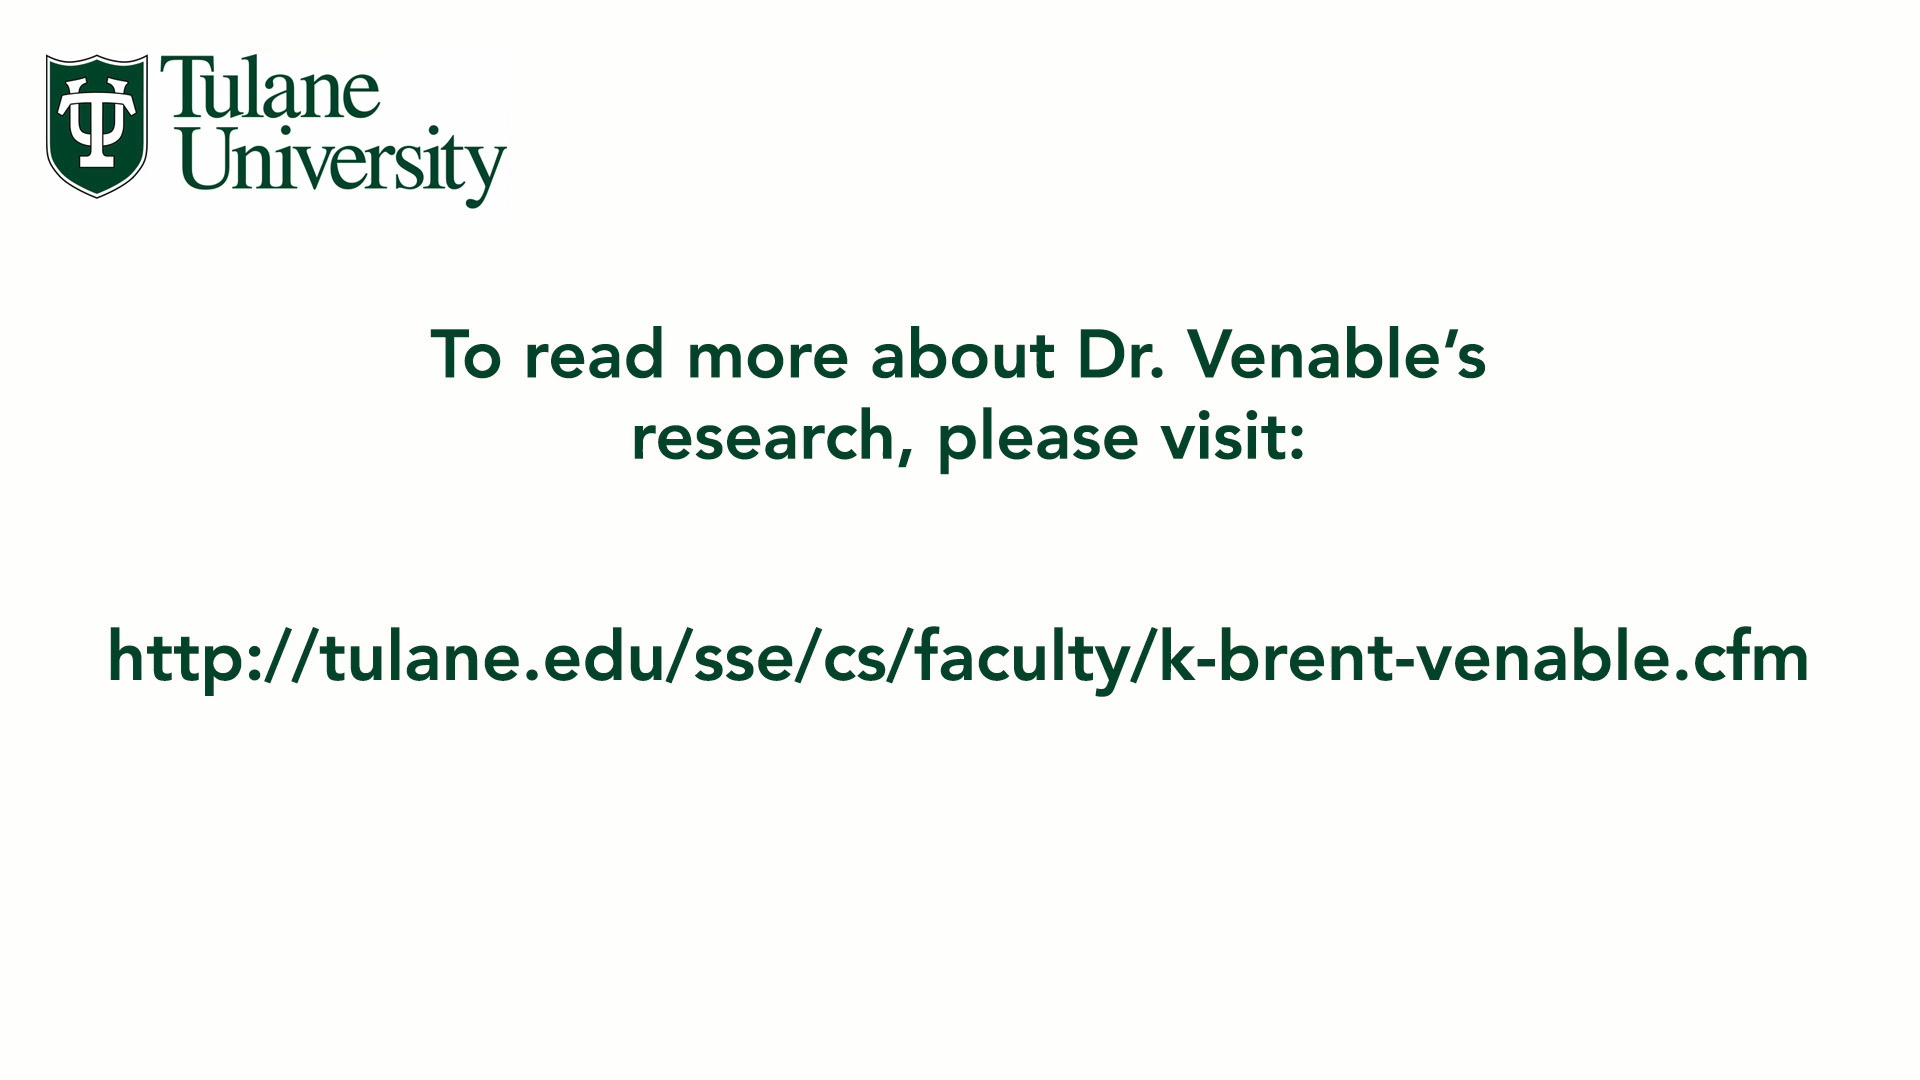 Tulane
University
To read more about Dr. Venable’s
research, please visit:
http://tulane.edu/sse/cs/faculty/k-brent-venable.cfm